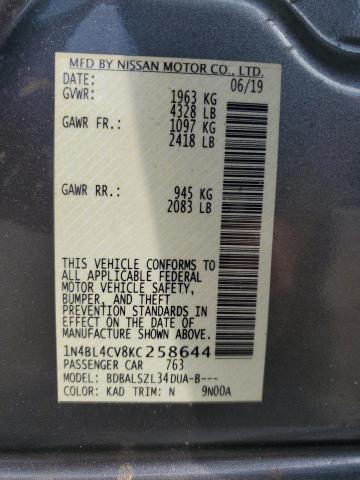 MFD BY NISSAN MOTOR CO., LTD.
DATE: 06/19
GVWR: 1963 KG
4328 LB
GAWR FR.: 1097 KG
2418 LB
GAWR RR.: 945 KG
2083 LB
THIS VEHICLE CONFORMS TO
ALL APPLICABLE FEDERAL
MOTOR VEHICLE SAFETY,
BUMPER, AND THEFT
PREVENTION STANDARDS
IN EFFECT ON THE DATE OF
MANUFACTURE SHOWN ABOVE.
1N4BL4CV8KC258644
PASSENGER CAR 763
MODEL: BDBALSZL34DUA-B---
COLOR: KAD TRIM: N 9N00A